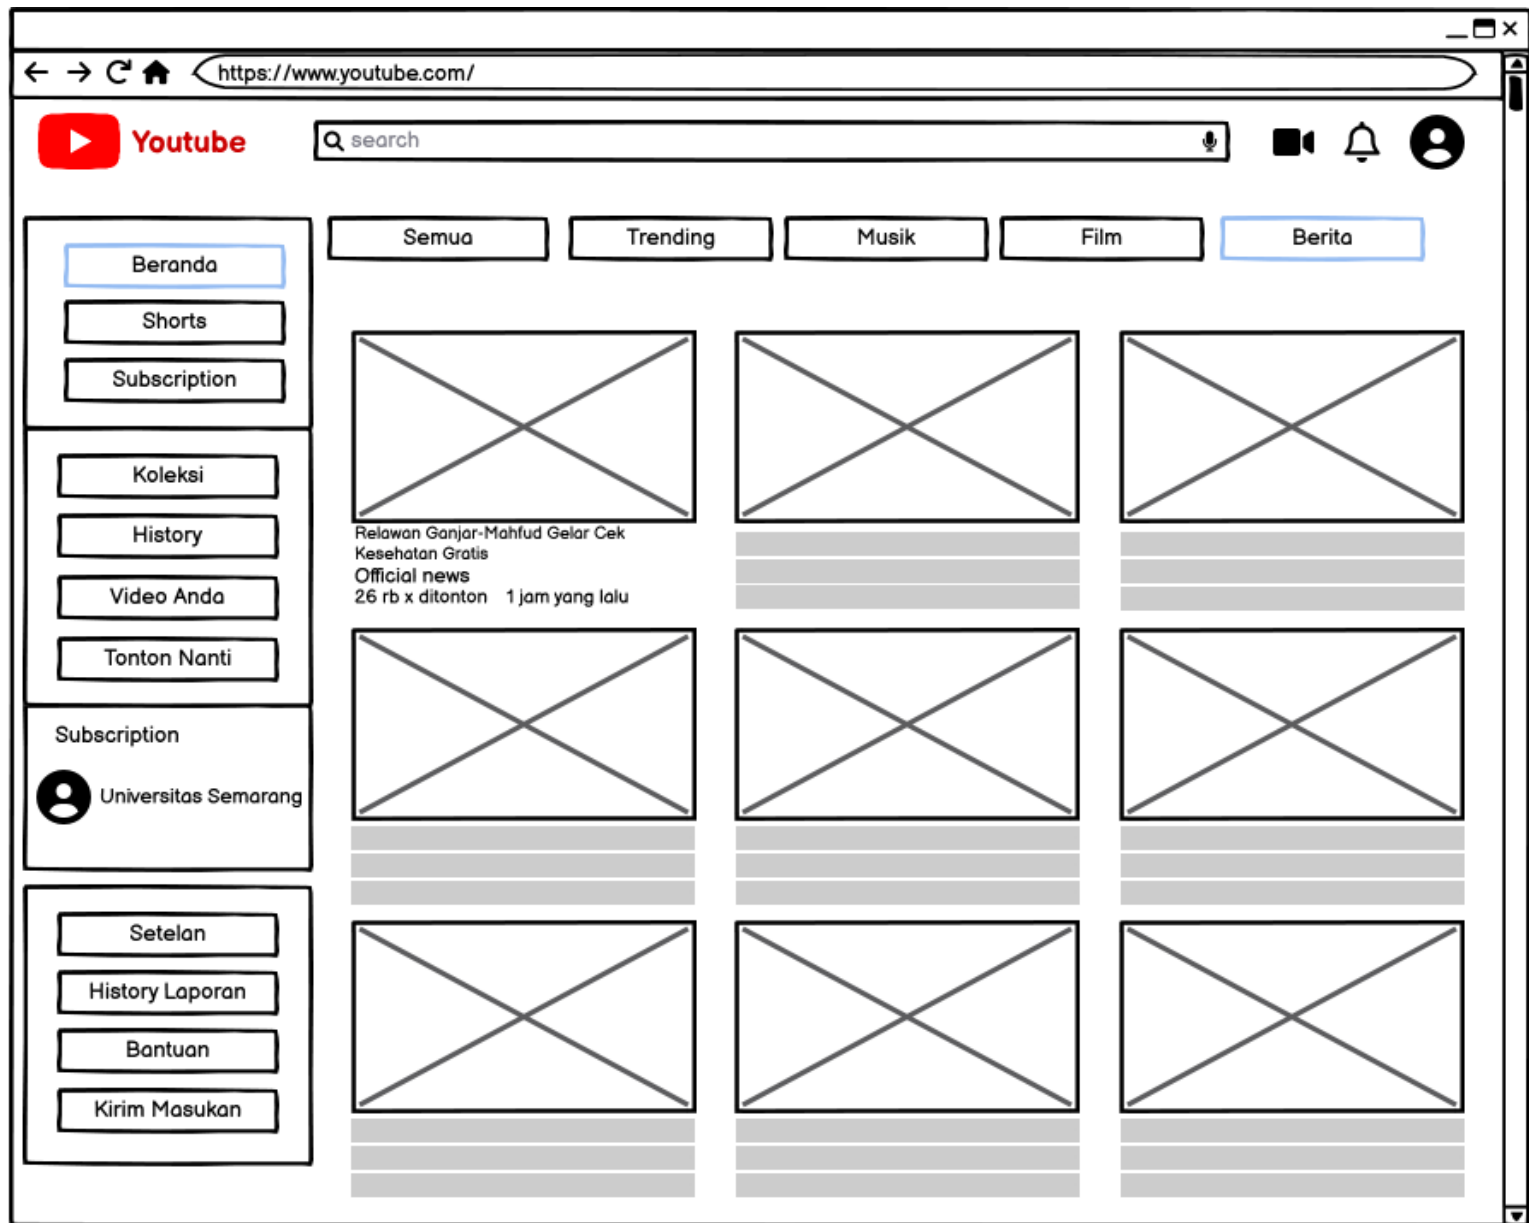 https://www.youtube.com/
Youtube
search
Semua
Trending
Musik
Film
Berita
Beranda
Shorts
Subscription
Koleksi
History
Video Anda
Tonton Nanti
Subscription
Universitas Semarang
Setelan
History Laporan
Bantuan
Kirim Masukan
Relawan Ganjar-Mahfud Gelar Cek
Kesehatan Gratis
Official news
26 rb x ditonton 1 jam yang lalu